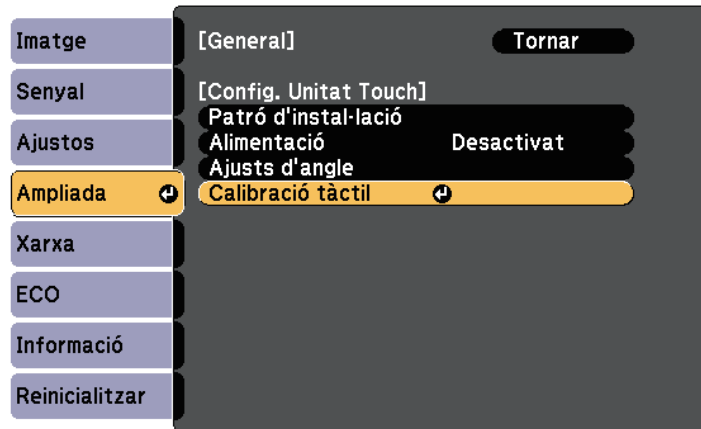 Imatge
Senyal
Ajustos
Ampliada
Xarxa
ECO
Informació
Reinicialitzar
[General] Tornar
[Config. Unitat Touch]
Patró d'instal·lació
Alimentació Desactivat
Ajusts d'angle
Calibració tàctil